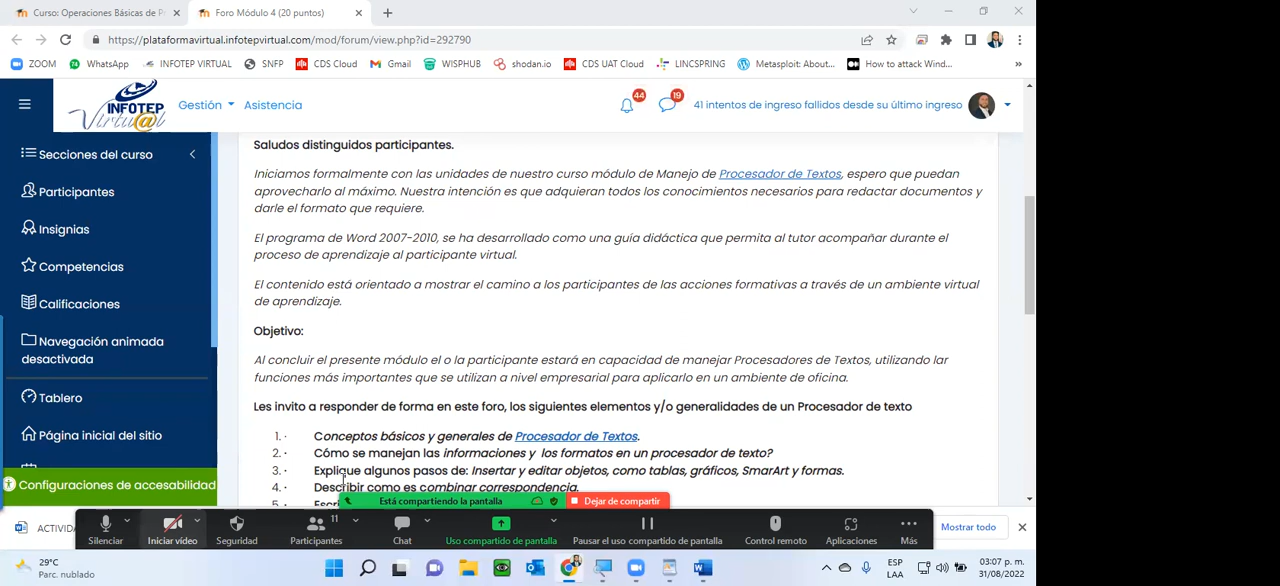 Curso: Operaciones Básicas de P
Foro Módulo 4 (20 puntos)
https://plataformavirtual.infotepvirtual.com/mod/forum/view.php?id=292790
ZOOM WhatsApp INFOTEP VIRTUAL SNFP CDS Cloud Gmail WISPHUB shodan.io CDS UAT Cloud LINCSPRING Metasploit: About... How to attack Wind... »
INFOTEP
Virtu@l
Gestión Asistencia 44 19 41 intentos de ingreso fallidos desde su último ingreso
Secciones del curso
Participantes
Insignias
Competencias
Calificaciones
Navegación animada
desactivada
Tablero
Página inicial del sitio
Configuraciones de accesabilidad
Saludos distinguidos participantes.
Iniciamos formalmente con las unidades de nuestro curso módulo de Manejo de Procesador de Textos, espero que puedan
aprovecharlo al máximo. Nuestra intención es que adquieran todos los conocimientos necesarios para redactar documentos y
darle el formato que requiere.
El programa de Word 2007-2010, se ha desarrollado como una guía didáctica que permita al tutor acompañar durante el
proceso de aprendizaje al participante virtual.
El contenido está orientado a mostrar el camino a los participantes de las acciones formativas a través de un ambiente virtual
de aprendizaje.
Objetivo:
Al concluir el presente módulo el o la participante estará en capacidad de manejar Procesadores de Textos, utilizando lar
funciones más importantes que se utilizan a nivel empresarial para aplicarlo en un ambiente de oficina.
Les invito a responder de forma en este foro, los siguientes elementos y/o generalidades de un Procesador de texto
1. · Conceptos básicos y generales de Procesador de Textos.
2. · Cómo se manejan las informaciones y los formatos en un procesador de texto?
3. · Explique algunos pasos de: Insertar y editar objetos, como tablas, gráficos, SmarArt y formas.
4. · Describir como es combinar correspondencia.
5. · Escri
Está compartiendo la pantalla Dejar de compartir
ACTIVIDA
Mostrar todo
11
Silenciar Iniciar vídeo Seguridad Participantes Chat Uso compartido de pantalla Pausar el uso compartido de pantalla Control remoto Aplicaciones Más
29°C
Parc. nublado
ESP
LAA
03:07 p. m.
31/08/2022